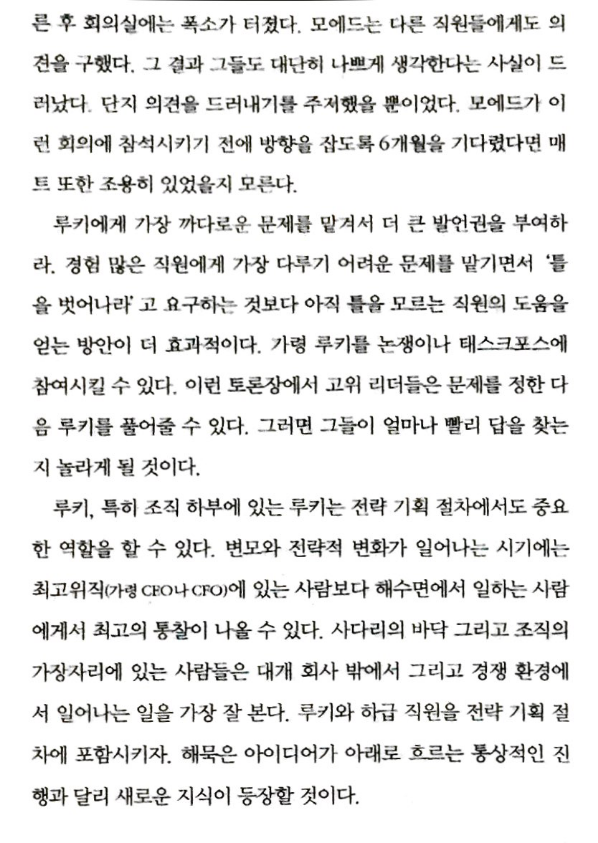 른 후 회의실에는 폭소가 터졌다. 모에드는 다른 직원들에게도 의
견을 구했다. 그 결과 그들도 대단히 나쁘게 생각한다는 사실이 드
러났다. 단지 의견을 드러내기를 주저했을 뿐이었다. 모에드가 이
런 회의에 참석시키기 전에 방향을 잡도록 6개월을 기다렸다면 매
트 또한 조용히 있었을지 모른다.
루키에게 가장 까다로운 문제를 맡겨서 더 큰 발언권을 부여하
라. 경험 많은 직원에게 가장 다루기 어려운 문제를 맡기면서 ‘틀
을 벗어나라’고 요구하는 것보다 아직 틀을 모르는 직원의 도움을
얻는 방안이 더 효과적이다. 가령 루키를 논쟁이나 태스크포스에
참여시킬 수 있다. 이런 토론장에서 고위 리더들은 문제를 정한 다
음 루키를 풀어줄 수 있다. 그러면 그들이 얼마나 빨리 답을 찾는
지 놀라게 될 것이다.
루키, 특히 조직 하부에 있는 루키는 전략 기획 절차에서도 중요
한 역할을 할 수 있다. 변모와 전략적 변화가 일어나는 시기에는
최고위직(가령 CEO나 CFO)에 있는 사람보다 해수면에서 일하는 사람
에게서 최고의 통찰이 나올 수 있다. 사다리의 바닥 그리고 조직의
가장자리에 있는 사람들은 대개 회사 밖에서 그리고 경쟁 환경에
서 일어나는 일을 가장 잘 본다. 루키와 하급 직원을 전략 기획 절
차에 포함시키자. 해묵은 아이디어가 아래로 흐르는 통상적인 진
행과 달리 새로운 지식이 등장할 것이다.